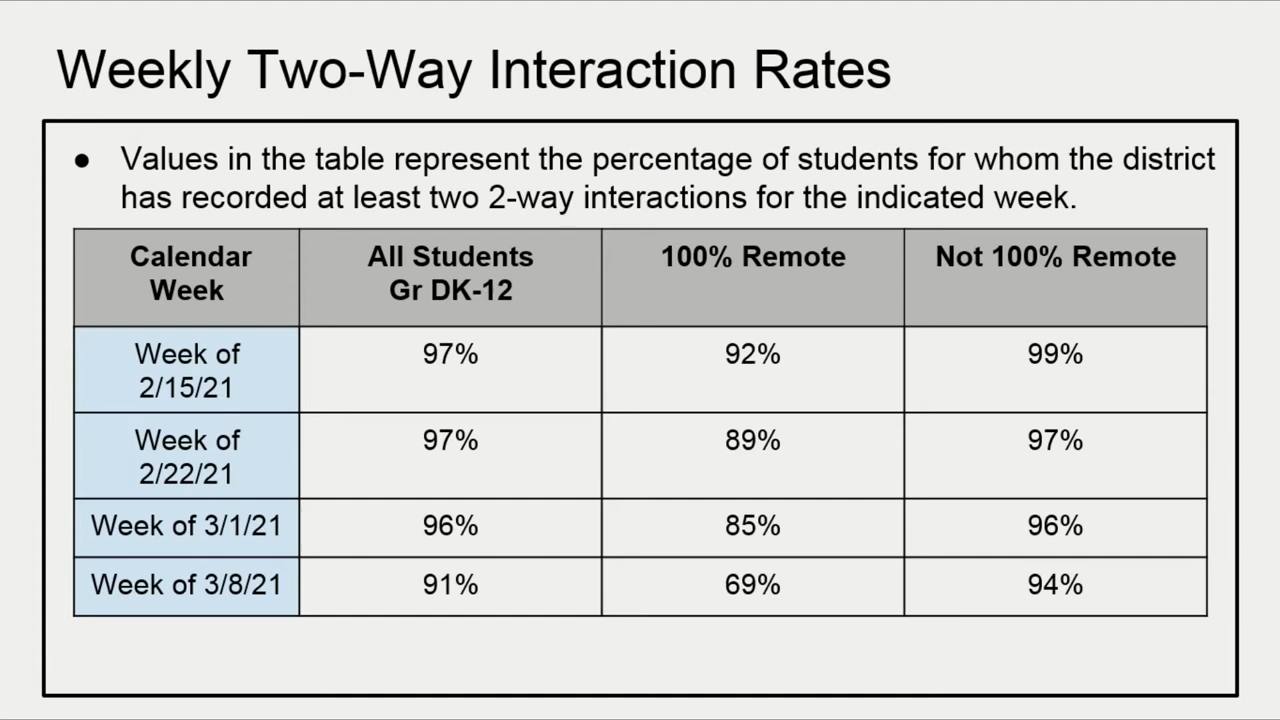 Weekly Two-Way Interaction Rates
● Values in the table represent the percentage of students for whom the district
has recorded at least two 2-way interactions for the indicated week.
Calendar Week | All Students Gr DK-12 | 100% Remote | Not 100% Remote
Week of 2/15/21 | 97% | 92% | 99%
Week of 2/22/21 | 97% | 89% | 97%
Week of 3/1/21 | 96% | 85% | 96%
Week of 3/8/21 | 91% | 69% | 94%